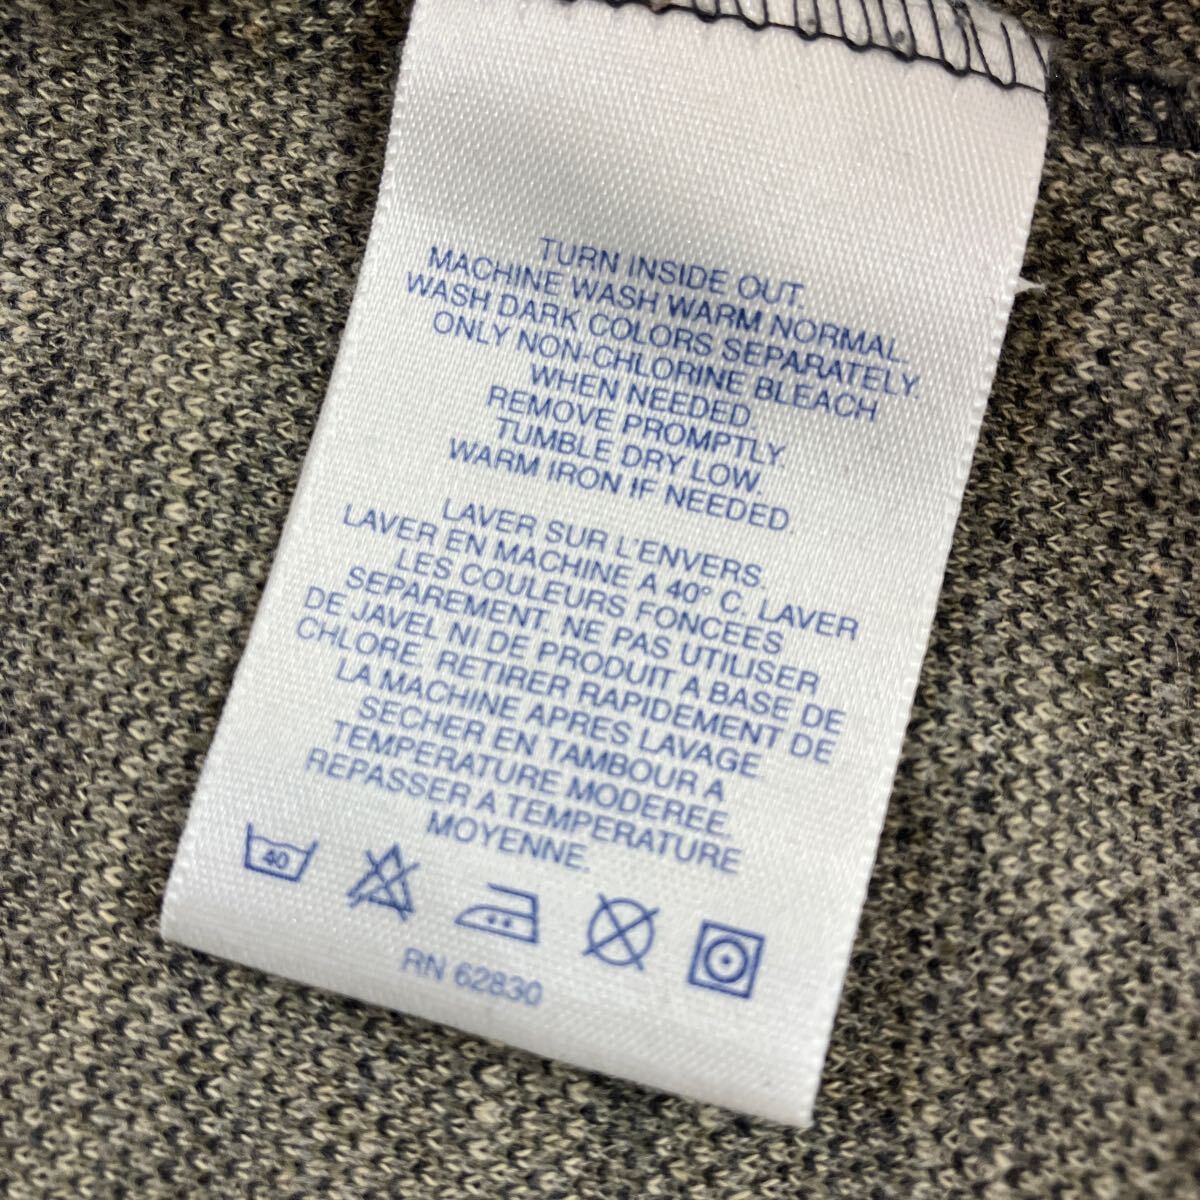 TURN INSIDE OUT.
MACHINE WASH WARM NORMAL.
WASH DARK COLORS SEPARATELY.
ONLY NON-CHLORINE BLEACH
WHEN NEEDED.
REMOVE PROMPTLY.
TUMBLE DRY LOW.
WARM IRON IF NEEDED.
LAVER SUR L'ENVERS.
LAVER EN MACHINE A 40° C. LAVER
LES COULEURS FONCEES
SEPAREMENT. NE PAS UTILISER
DE JAVEL NI DE PRODUIT A BASE DE
CHLORE. RETIRER RAPIDEMENT DE
LA MACHINE APRES LAVAGE.
SECHER EN TAMBOUR A
TEMPERATURE MODEREE.
REPASSER A TEMPERATURE
MOYENNE.
40
RN 62830